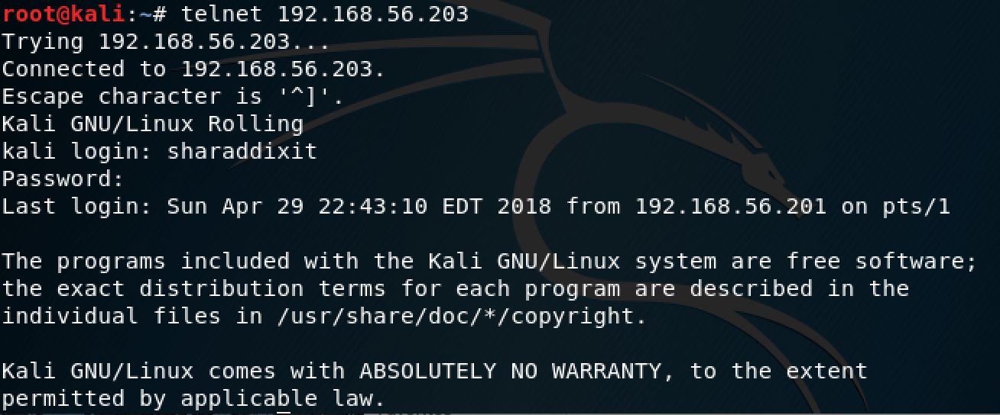 root@kali:~# telnet 192.168.56.203
Trying 192.168.56.203...
Connected to 192.168.56.203.
Escape character is '^]'.
Kali GNU/Linux Rolling
kali login: sharaddixit
Password:
Last login: Sun Apr 29 22:43:10 EDT 2018 from 192.168.56.201 on pts/1
The programs included with the Kali GNU/Linux system are free software;
the exact distribution terms for each program are described in the
individual files in /usr/share/doc/*/copyright.
Kali GNU/Linux comes with ABSOLUTELY NO WARRANTY, to the extent
permitted by applicable law.